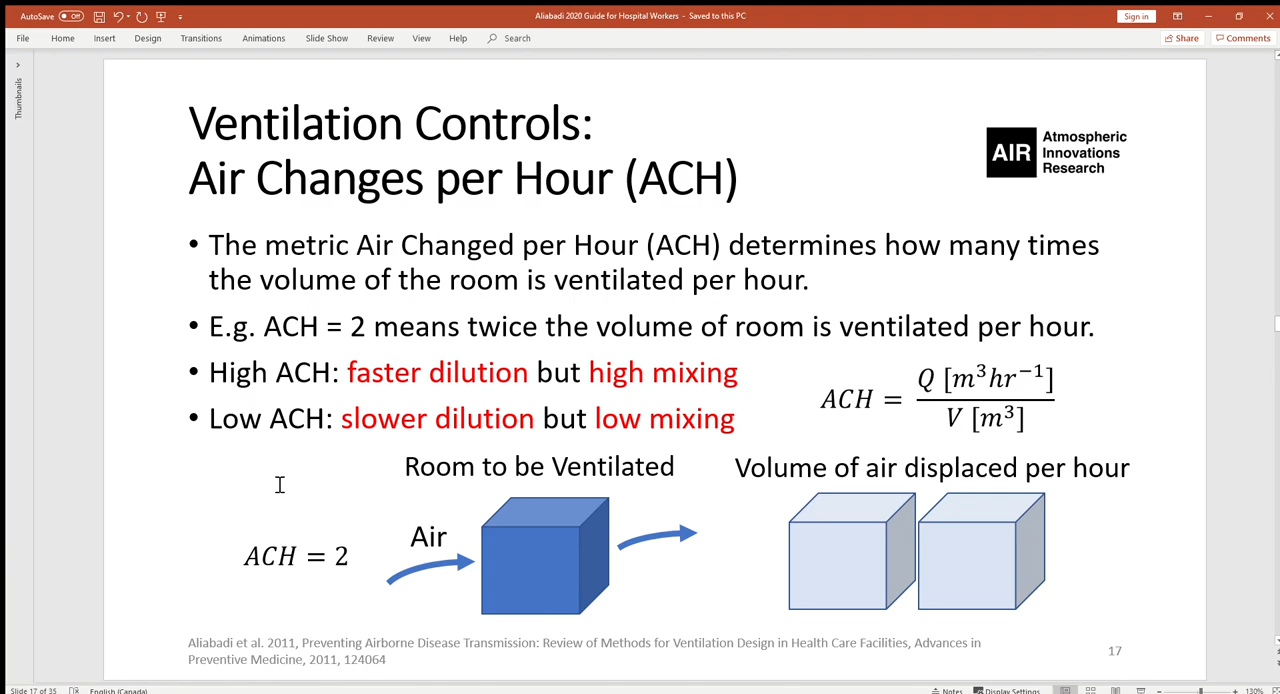 AutoSave Off
Aliabadi 2020 Guide for Hospital Workers - Saved to this PC
Sign in
File Home Insert Design Transitions Animations Slide Show Review View Help Search Share Comments
Thumbnails
Ventilation Controls:
Air Changes per Hour (ACH)
AIR
Atmospheric
Innovations
Research
• The metric Air Changed per Hour (ACH) determines how many times
the volume of the room is ventilated per hour.
• E.g. ACH = 2 means twice the volume of room is ventilated per hour.
• High ACH: faster dilution but high mixing
• Low ACH: slower dilution but low mixing
ACH = Q [m³hr⁻¹] / V [m³]
Room to be Ventilated
Volume of air displaced per hour
Air
ACH = 2
Aliabadi et al. 2011, Preventing Airborne Disease Transmission: Review of Methods for Ventilation Design in Health Care Facilities, Advances in
Preventive Medicine, 2011, 124064
17
Slide 17 of 35 English (Canada) Notes Display Settings 130%